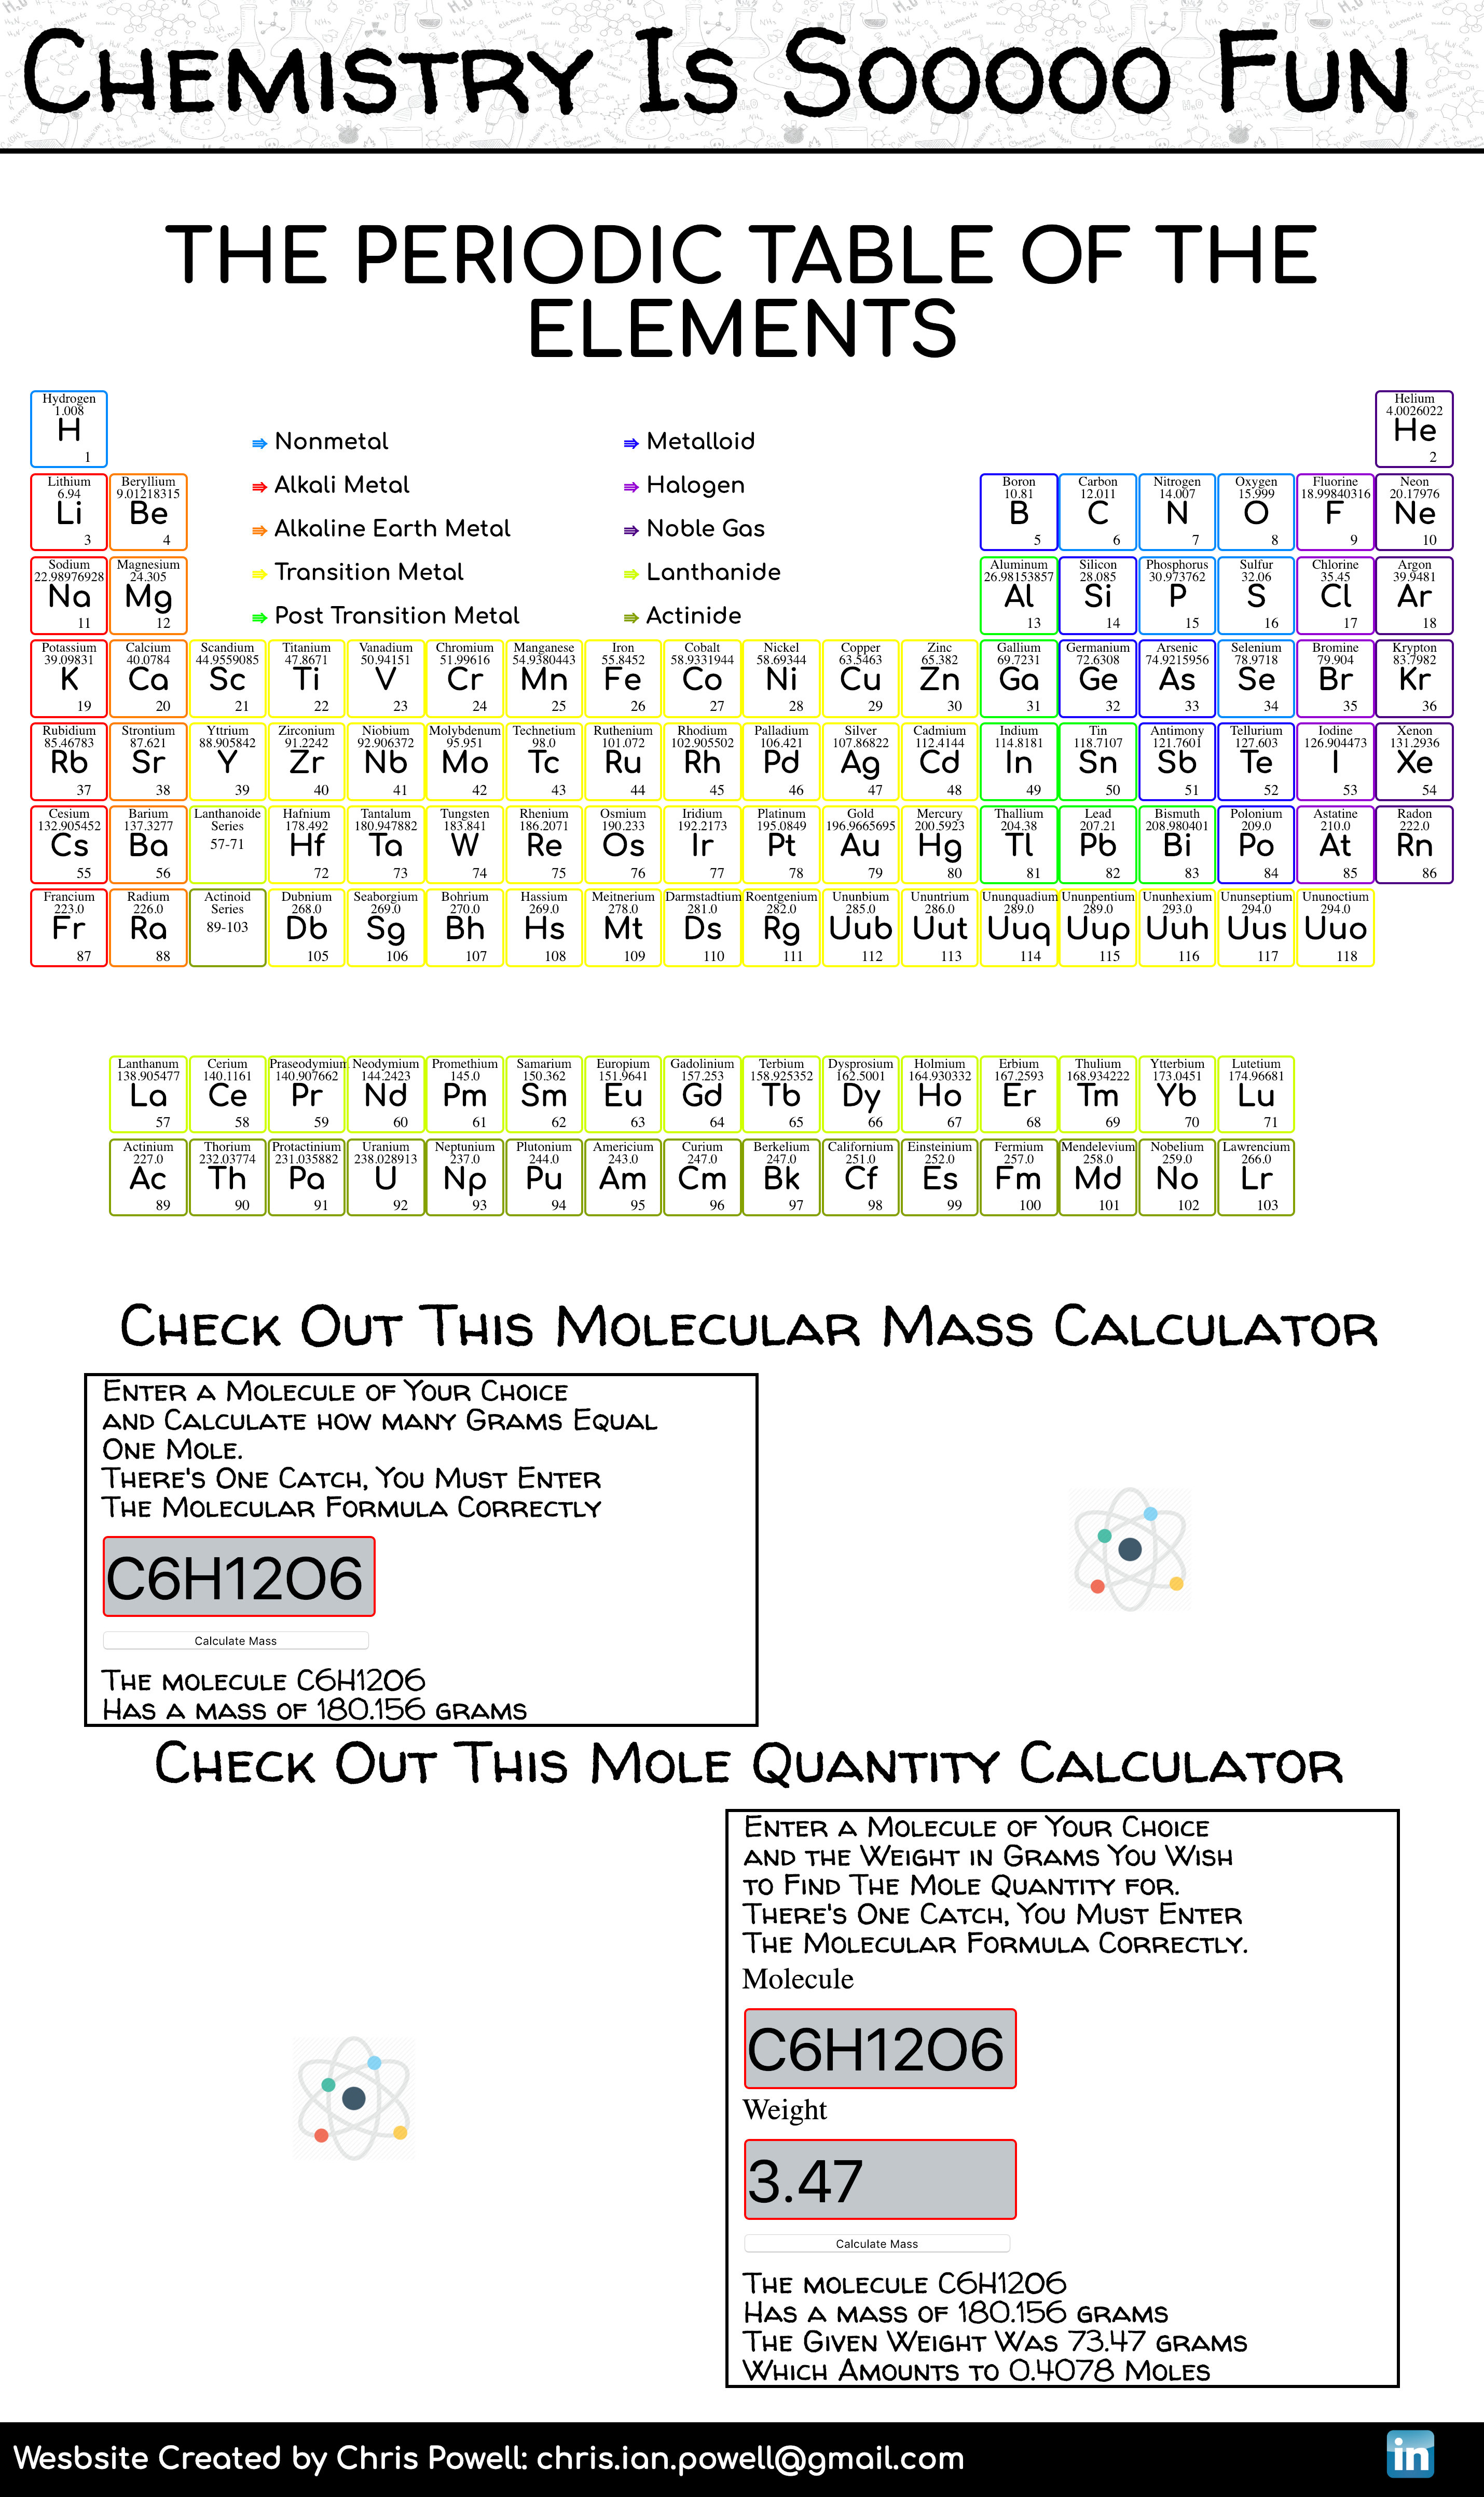 Chemistry Is Sooooo Fun
THE PERIODIC TABLE OF THE
ELEMENTS
Hydrogen 1.008 H 1
Helium 4.0026022 He 2
⇛ Nonmetal
⇛ Metalloid
⇛ Alkali Metal
⇛ Halogen
⇛ Alkaline Earth Metal
⇛ Noble Gas
⇛ Transition Metal
⇛ Lanthanide
⇛ Post Transition Metal
⇛ Actinide
Lithium 6.94 Li 3
Beryllium 9.01218315 Be 4
Boron 10.81 B 5
Carbon 12.011 C 6
Nitrogen 14.007 N 7
Oxygen 15.999 O 8
Fluorine 18.99840316 F 9
Neon 20.17976 Ne 10
Sodium 22.98976928 Na 11
Magnesium 24.305 Mg 12
Aluminum 26.98153857 Al 13
Silicon 28.085 Si 14
Phosphorus 30.973762 P 15
Sulfur 32.06 S 16
Chlorine 35.45 Cl 17
Argon 39.9481 Ar 18
Potassium 39.09831 K 19
Calcium 40.0784 Ca 20
Scandium 44.9559085 Sc 21
Titanium 47.8671 Ti 22
Vanadium 50.94151 V 23
Chromium 51.99616 Cr 24
Manganese 54.9380443 Mn 25
Iron 55.8452 Fe 26
Cobalt 58.9331944 Co 27
Nickel 58.69344 Ni 28
Copper 63.5463 Cu 29
Zinc 65.382 Zn 30
Gallium 69.7231 Ga 31
Germanium 72.6308 Ge 32
Arsenic 74.9215956 As 33
Selenium 78.9718 Se 34
Bromine 79.904 Br 35
Krypton 83.7982 Kr 36
Rubidium 85.46783 Rb 37
Strontium 87.621 Sr 38
Yttrium 88.905842 Y 39
Zirconium 91.2242 Zr 40
Niobium 92.906372 Nb 41
Molybdenum 95.951 Mo 42
Technetium 98.0 Tc 43
Ruthenium 101.072 Ru 44
Rhodium 102.905502 Rh 45
Palladium 106.421 Pd 46
Silver 107.86822 Ag 47
Cadmium 112.4144 Cd 48
Indium 114.8181 In 49
Tin 118.7107 Sn 50
Antimony 121.7601 Sb 51
Tellurium 127.603 Te 52
Iodine 126.904473 I 53
Xenon 131.2936 Xe 54
Cesium 132.905452 Cs 55
Barium 137.3277 Ba 56
Lanthanoide Series 57-71
Hafnium 178.492 Hf 72
Tantalum 180.947882 Ta 73
Tungsten 183.841 W 74
Rhenium 186.2071 Re 75
Osmium 190.233 Os 76
Iridium 192.2173 Ir 77
Platinum 195.0849 Pt 78
Gold 196.9665695 Au 79
Mercury 200.5923 Hg 80
Thallium 204.38 Tl 81
Lead 207.21 Pb 82
Bismuth 208.980401 Bi 83
Polonium 209.0 Po 84
Astatine 210.0 At 85
Radon 222.0 Rn 86
Francium 223.0 Fr 87
Radium 226.0 Ra 88
Actinoid Series 89-103
Dubnium 268.0 Db 105
Seaborgium 269.0 Sg 106
Bohrium 270.0 Bh 107
Hassium 269.0 Hs 108
Meitnerium 278.0 Mt 109
Darmstadtium 281.0 Ds 110
Roentgenium 282.0 Rg 111
Ununbium 285.0 Uub 112
Ununtrium 286.0 Uut 113
Ununquadium 289.0 Uuq 114
Ununpentium 289.0 Uup 115
Ununhexium 293.0 Uuh 116
Ununseptium 294.0 Uus 117
Ununoctium 294.0 Uuo 118
Lanthanum 138.905477 La 57
Cerium 140.1161 Ce 58
Praseodymium 140.907662 Pr 59
Neodymium 144.2423 Nd 60
Promethium 145.0 Pm 61
Samarium 150.362 Sm 62
Europium 151.9641 Eu 63
Gadolinium 157.253 Gd 64
Terbium 158.925352 Tb 65
Dysprosium 162.5001 Dy 66
Holmium 164.930332 Ho 67
Erbium 167.2593 Er 68
Thulium 168.934222 Tm 69
Ytterbium 173.0451 Yb 70
Lutetium 174.96681 Lu 71
Actinium 227.0 Ac 89
Thorium 232.03774 Th 90
Protactinium 231.035882 Pa 91
Uranium 238.028913 U 92
Neptunium 237.0 Np 93
Plutonium 244.0 Pu 94
Americium 243.0 Am 95
Curium 247.0 Cm 96
Berkelium 247.0 Bk 97
Californium 251.0 Cf 98
Einsteinium 252.0 Es 99
Fermium 257.0 Fm 100
Mendelevium 258.0 Md 101
Nobelium 259.0 No 102
Lawrencium 266.0 Lr 103
Check Out This Molecular Mass Calculator
Enter a Molecule of Your Choice
and Calculate how many Grams Equal
One Mole.
There's One Catch, You Must Enter
The Molecular Formula Correctly
C6H12O6
Calculate Mass
The molecule C6H12O6
Has a mass of 180.156 grams
Check Out This Mole Quantity Calculator
Enter a Molecule of Your Choice
and the Weight in Grams You Wish
to Find The Mole Quantity for.
There's One Catch, You Must Enter
The Molecular Formula Correctly.
Molecule
C6H12O6
Weight
3.47
Calculate Mass
The molecule C6H12O6
Has a mass of 180.156 grams
The Given Weight Was 73.47 grams
Which Amounts to 0.4078 Moles
Wesbsite Created by Chris Powell: chris.ian.powell@gmail.com
in